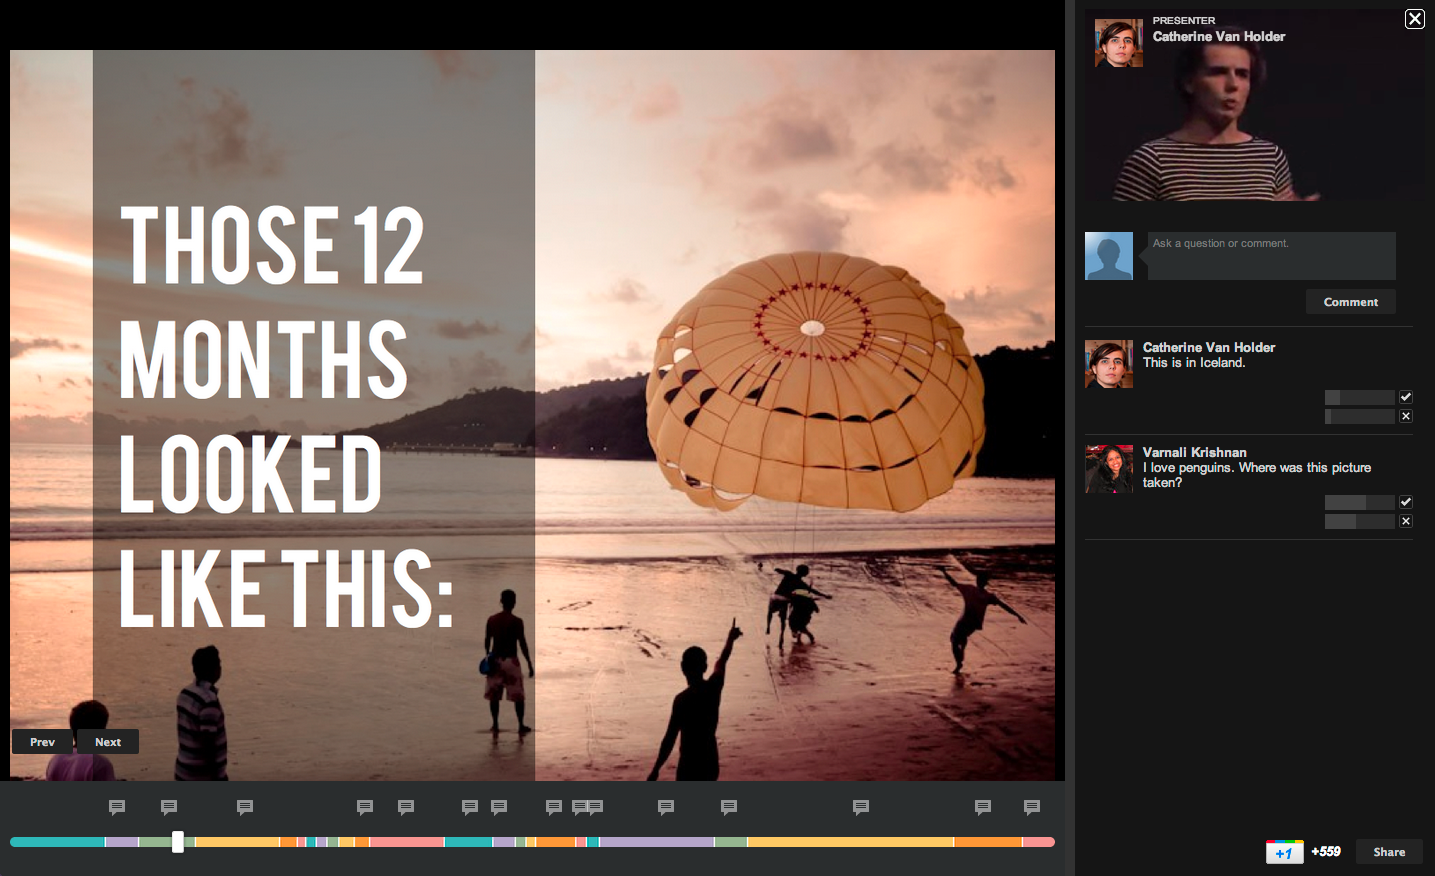 THOSE 12
MONTHS
LOOKED
LIKE THIS:
Prev
Next
PRESENTER
Catherine Van Holder
Ask a question or comment.
Comment
Catherine Van Holder
This is in Iceland.
Varnali Krishnan
I love penguins. Where was this picture
taken?
+1
+559
Share